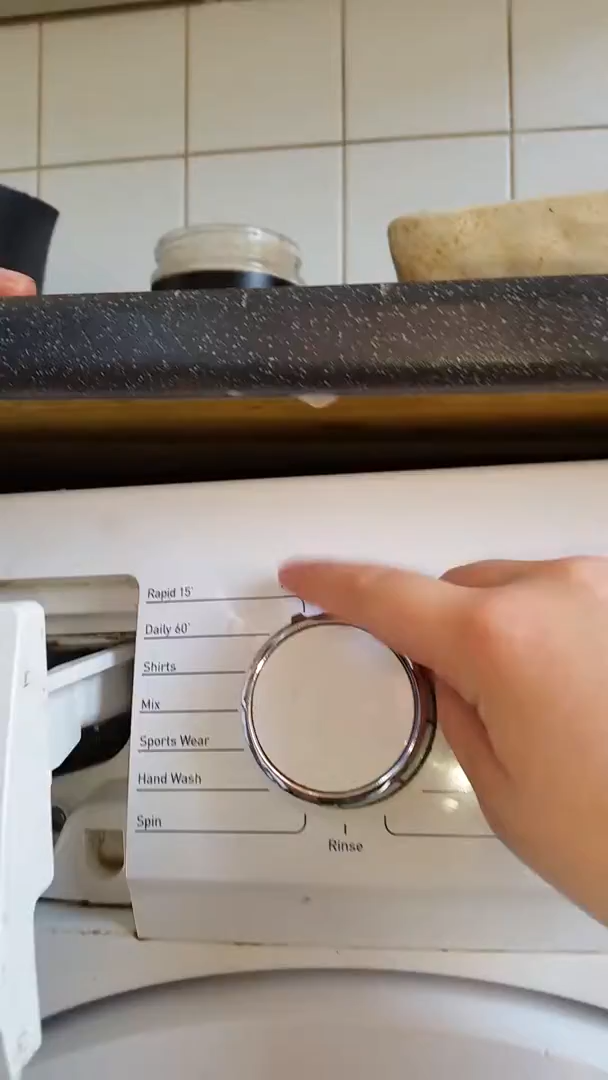 Rapid 15'
Daily 60'
Shirts
Mix
Sports Wear
Hand Wash
Spin
Rinse